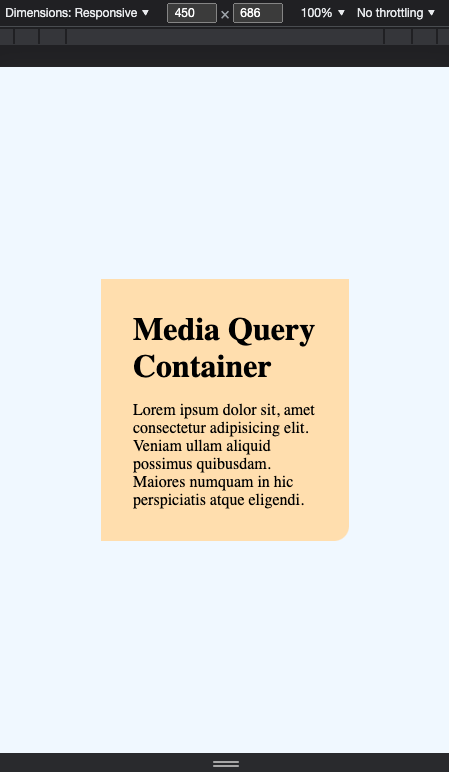 Dimensions: Responsive ▼ 450 × 686 100% ▼ No throttling ▼
Media Query
Container
Lorem ipsum dolor sit, amet
consectetur adipisicing elit.
Veniam ullam aliquid
possimus quibusdam.
Maiores numquam in hic
perspiciatis atque eligendi.